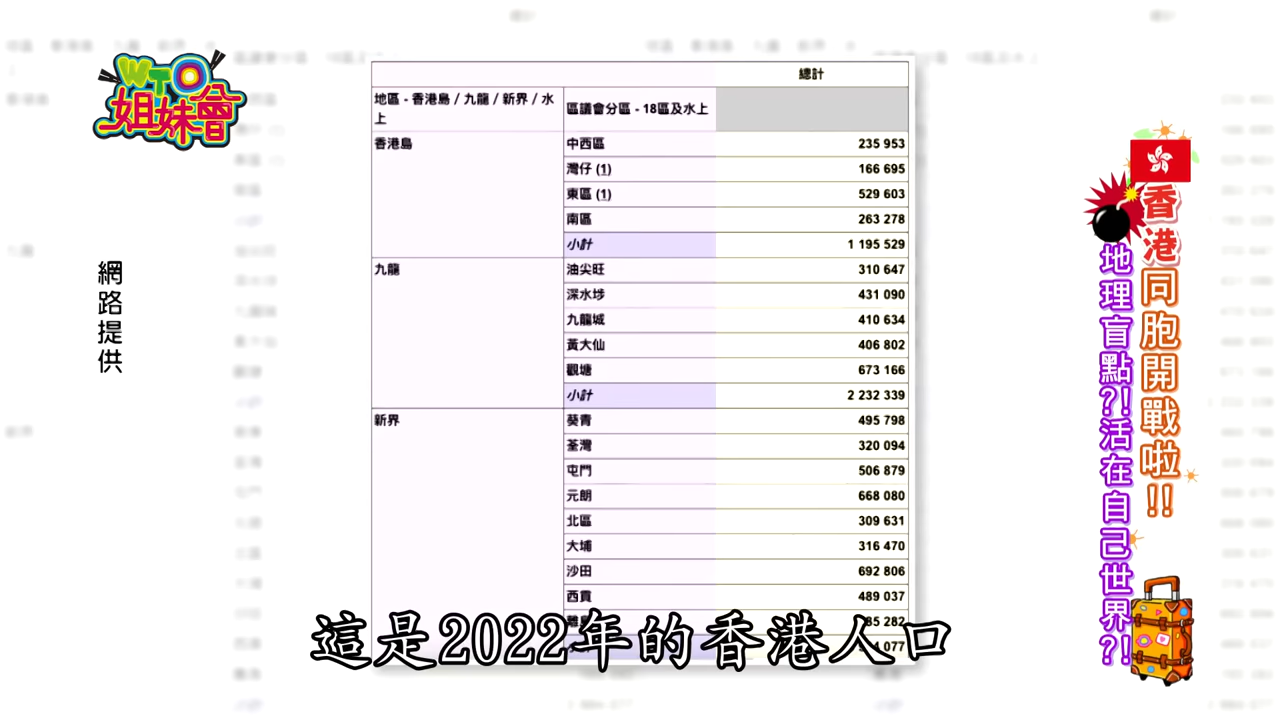 WTO
姐妹會
網路提供
總計
地區 - 香港島 / 九龍 / 新界 / 水上
區議會分區 - 18區及水上
香港島 中西區 235 953
灣仔 (1) 166 695
東區 (1) 529 603
南區 263 278
小計 1 195 529
九龍 油尖旺 310 647
深水埗 431 090
九龍城 410 634
黃大仙 406 802
觀塘 673 166
小計 2 232 339
新界 葵青 495 798
荃灣 320 094
屯門 506 879
元朗 668 080
北區 309 631
大埔 316 470
沙田 692 806
西貢 489 037
85 282
077
這是2022年的香港人口
香港同胞開戰啦!!
地理盲點?!活在自己世界?!